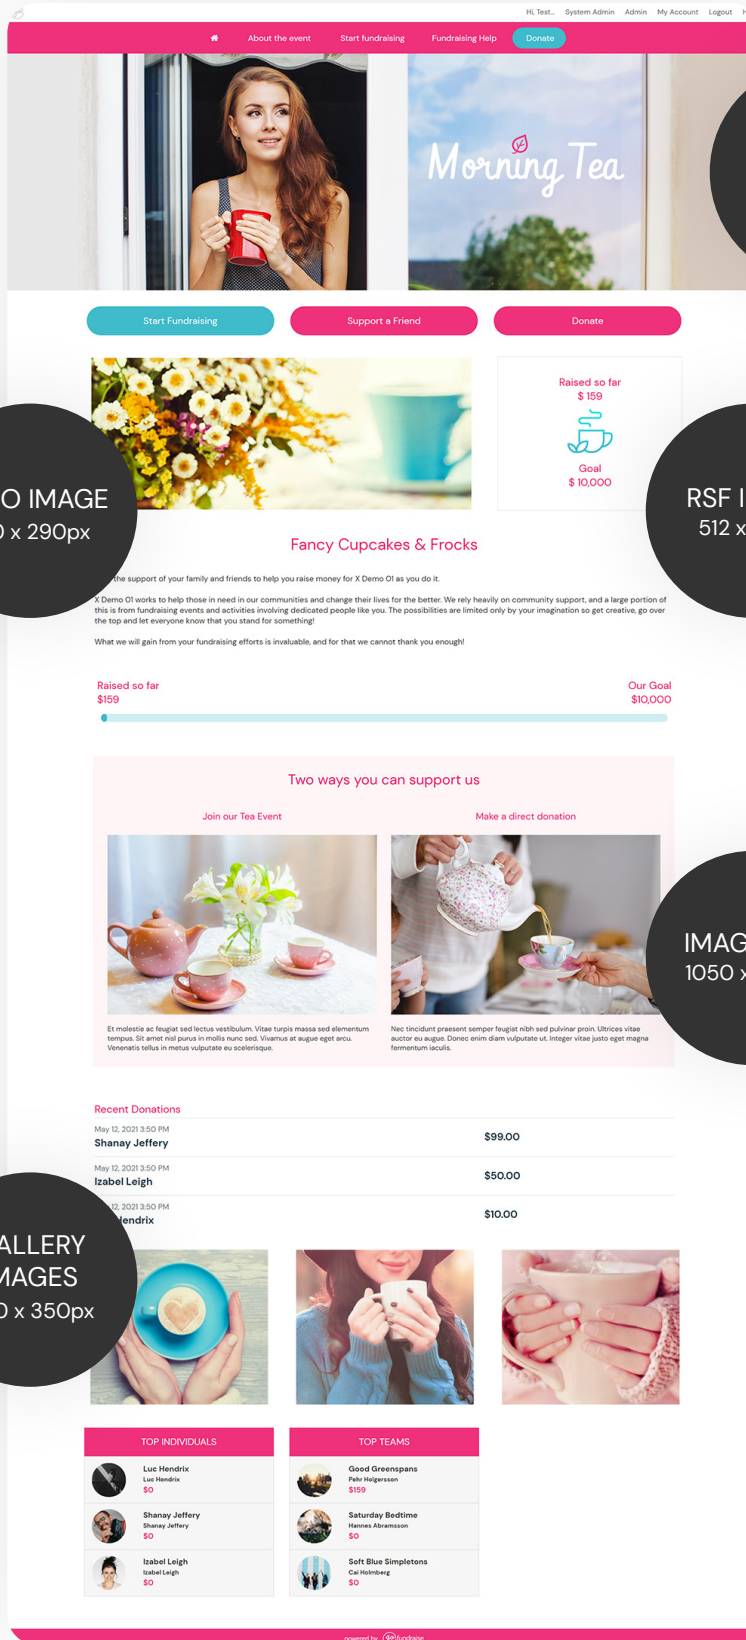 Hi, Test... System Admin Admin My Account Logout
About the event Start fundraising Fundraising Help Donate
Morning Tea
Start Fundraising Support a Friend Donate
Raised so far
$ 159
Goal
$ 10,000
O IMAGE
0 x 290px
RSF I
512 x
Fancy Cupcakes & Frocks
the support of your family and friends to help you raise money for X Demo 01 as you do it.
X Demo 01 works to help those in need in our communities and change their lives for the better. We rely heavily on community support, and a large portion of
this is from fundraising events and activities involving dedicated people like you. The possibilities are limited only by your imagination so get creative, go over
the top and let everyone know that you stand for something!
What we will gain from your fundraising efforts is invaluable, and for that we cannot thank you enough!
Raised so far Our Goal
$159 $10,000
Two ways you can support us
Join our Tea Event Make a direct donation
IMAG
1050 x
Et molestie ac feugiat sed lectus vestibulum. Vitae turpis massa sed elementum
tempus. Sit amet nisl purus in mollis nunc sed. Vivamus at augue eget arcu.
Venenatis tellus in metus vulputate eu scelerisque.
Nec tincidunt praesent semper feugiat nibh sed pulvinar proin. Ultrices vitae
auctor eu augue. Donec enim diam vulputate ut. Integer vitae justo eget magna
fermentum iaculis.
Recent Donations
May 12, 2021 3:50 PM
Shanay Jeffery $99.00
May 12, 2021 3:50 PM
Izabel Leigh $50.00
12, 2021 3:50 PM
Hendrix $10.00
ALLERY
MAGES
0 x 350px
TOP INDIVIDUALS
Luc Hendrix
Luc Hendrix
$0
Shanay Jeffery
Shanay Jeffery
$0
Izabel Leigh
Izabel Leigh
$0
TOP TEAMS
Good Greenspans
Pehr Holgersson
$159
Saturday Bedtime
Hannes Abramsson
$0
Soft Blue Simpletons
Cai Holmberg
$0
powered by gofundraise